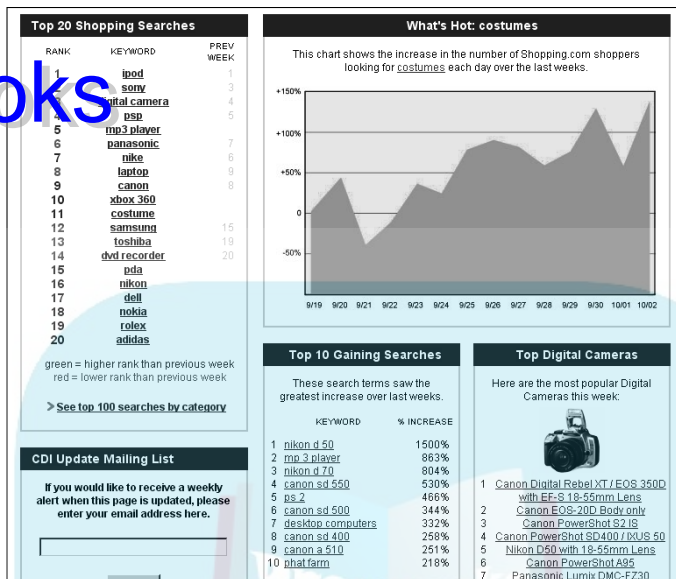 Top 20 Shopping Searches
RANK KEYWORD PREV WEEK
1 ipod 1
2 sony 3
digital camera 4
4 psp 5
5 mp3 player
6 panasonic 7
7 nike 6
8 laptop 9
9 canon 8
10 xbox 360
11 costume
12 samsung 15
13 toshiba 19
14 dvd recorder 20
15 pda
16 nikon
17 dell
18 nokia
19 rolex
20 adidas
green = higher rank than previous week
red = lower rank than previous week
> See top 100 searches by category
CDI Update Mailing List
If you would like to receive a weekly
alert when this page is updated, please
enter your email address here.
oks
What's Hot: costumes
This chart shows the increase in the number of Shopping.com shoppers
looking for costumes each day over the last weeks.
+150%
+100%
+50%
0
-50%
9/19 9/20 9/21 9/22 9/23 9/24 9/25 9/26 9/27 9/28 9/29 9/30 10/01 10/02
Top 10 Gaining Searches
These search terms saw the
greatest increase over last weeks.
KEYWORD % INCREASE
1 nikon d 50 1500%
2 mp 3 player 863%
3 nikon d 70 804%
4 canon sd 550 530%
5 ps 2 466%
6 canon sd 500 344%
7 desktop computers 332%
8 canon sd 400 258%
9 canon a 510 251%
10 phat farm 218%
Top Digital Cameras
Here are the most popular Digital
Cameras this week:
1 Canon Digital Rebel XT / EOS 350D
with EF-S 18-55mm Lens
2 Canon EOS-20D Body only
3 Canon PowerShot S2 IS
4 Canon PowerShot SD400 / IXUS 50
5 Nikon D50 with 18-55mm Lens
6 Canon PowerShot A95
7 Panasonic Lumix DMC-FZ30